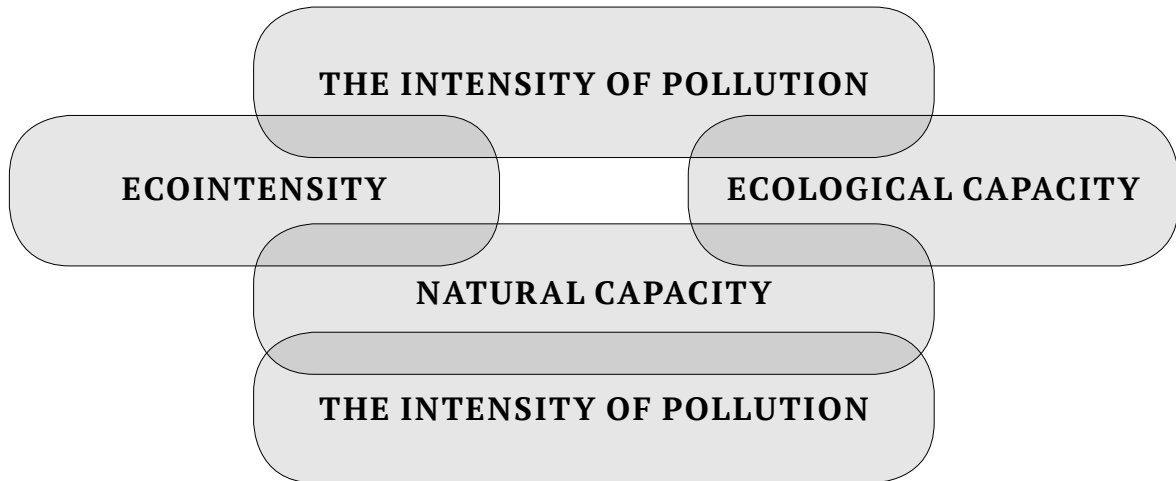 THE INTENSITY OF POLLUTION
ECOINTENSITY
ECOLOGICAL CAPACITY
NATURAL CAPACITY
THE INTENSITY OF POLLUTION